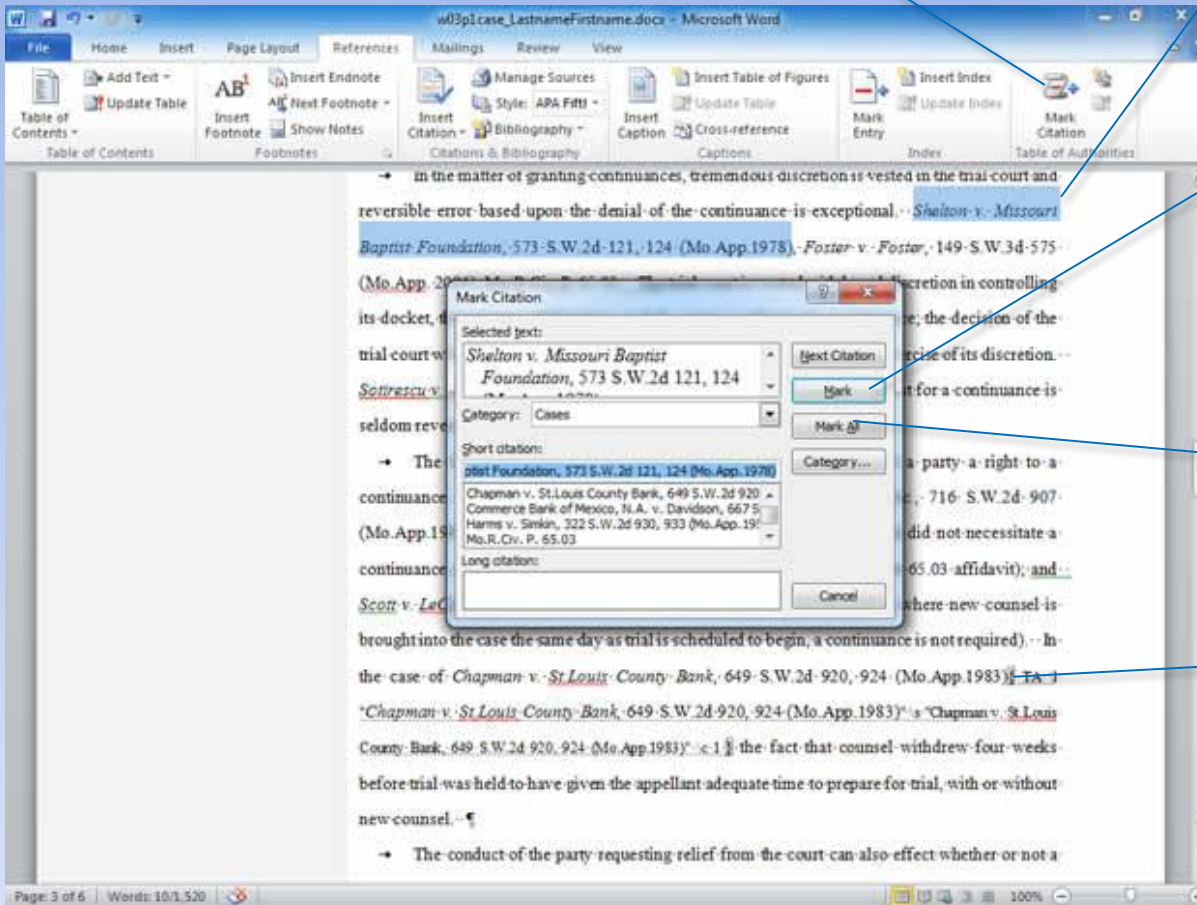 w03p1case_LastnameFirstname.docx - Microsoft Word
File Home Insert Page Layout References Mailings Review View
Table of Contents
Add Text
Update Table
Table of Contents
AB1
Insert Footnote
Insert Endnote
AB Next Footnote
Show Notes
Footnotes
Insert Citation
Manage Sources
Style: APA Fifth
Bibliography
Citations & Bibliography
Insert Caption
Insert Table of Figures
Update Table
Cross-reference
Captions
Mark Entry
Insert Index
Update Index
Index
Mark Citation
Table of Authorities
In the matter of granting continuances, tremendous discretion is vested in the trial court and
reversible error based upon the denial of the continuance is exceptional. Shelton v. Missouri
Baptist Foundation, 573 S.W.2d 121, 124 (Mo.App.1978), Foster v. Foster, 149 S.W.3d 575
(Mo.App. discretion in controlling
its docket, the decision of the
trial court exercise of its discretion.
Sotirescu v. for a continuance is
seldom
The a party a right to a
continuance 716 S.W.2d 907
(Mo.App. did not necessitate a
continuance 65.03 affidavit); and
Scott v. where new counsel is
brought into the case the same day as trial is scheduled to begin, a continuance is not required). In
the case of Chapman v. St.Louis County Bank, 649 S.W.2d 920, 924 (Mo.App.1983){ TA \l
"Chapman v. St.Louis County Bank, 649 S.W.2d 920, 924 (Mo.App.1983)" \s "Chapman v. St.Louis
County Bank, 649 S.W.2d 920, 924 (Mo.App.1983)" \c 1 } the fact that counsel withdrew four weeks
before trial was held to have given the appellant adequate time to prepare for trial, with or without
new counsel. ¶
The conduct of the party requesting relief from the court can also effect whether or not a
Mark Citation
Selected text:
Shelton v. Missouri Baptist
Foundation, 573 S.W.2d 121, 124
Category: Cases
Short citation:
ptist Foundation, 573 S.W.2d 121, 124 (Mo.App.1978)
Chapman v. St.Louis County Bank, 649 S.W.2d 920
Commerce Bank of Mexico, N.A. v. Davidson, 667 S
Harms v. Simkin, 322 S.W.2d 930, 933 (Mo.App.19
Mo.R.Civ. P. 65.03
Long citation:
Next Citation
Mark
Mark All
Category...
Cancel
Page: 3 of 6 Words: 10/1,520 100%